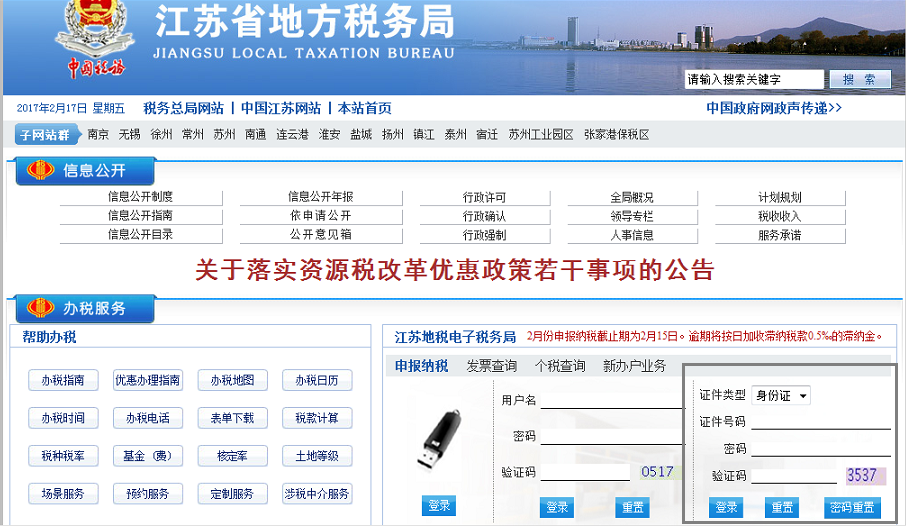 江苏省地方税务局
JIANGSU LOCAL TAXATION BUREAU
中国税务
请输入搜索关键字 搜 索
2017年2月17日 星期五 税务总局网站 | 中国江苏网站 | 本站首页 中国政府网政声传递>>
子网站群 南京 无锡 徐州 常州 苏州 南通 连云港 淮安 盐城 扬州 镇江 泰州 宿迁 苏州工业园区 张家港保税区
信息公开
信息公开制度 信息公开年报 行政许可 全局概况 计划规划
信息公开指南 依申请公开 行政确认 领导专栏 税收收入
信息公开目录 公开意见箱 行政强制 人事信息 服务承诺
关于落实资源税改革优惠政策若干事项的公告
办税服务
帮助办税
办税指南 优惠办理指南 办税地图 办税日历
办税时间 办税电话 表单下载 税款计算
税种税率 基金（费） 核定率 土地等级
场景服务 预约服务 定制服务 涉税中介服务
江苏地税电子税务局 2月份申报纳税截止期为2月15日。逾期将按日加收滞纳税款0.5‰的滞纳金。
申报纳税 发票查询 个税查询 新办户业务
登录
用户名
密码
验证码 0517
登录 重置
证件类型 身份证
证件号码
密码
验证码 3537
登录 重置 密码重置